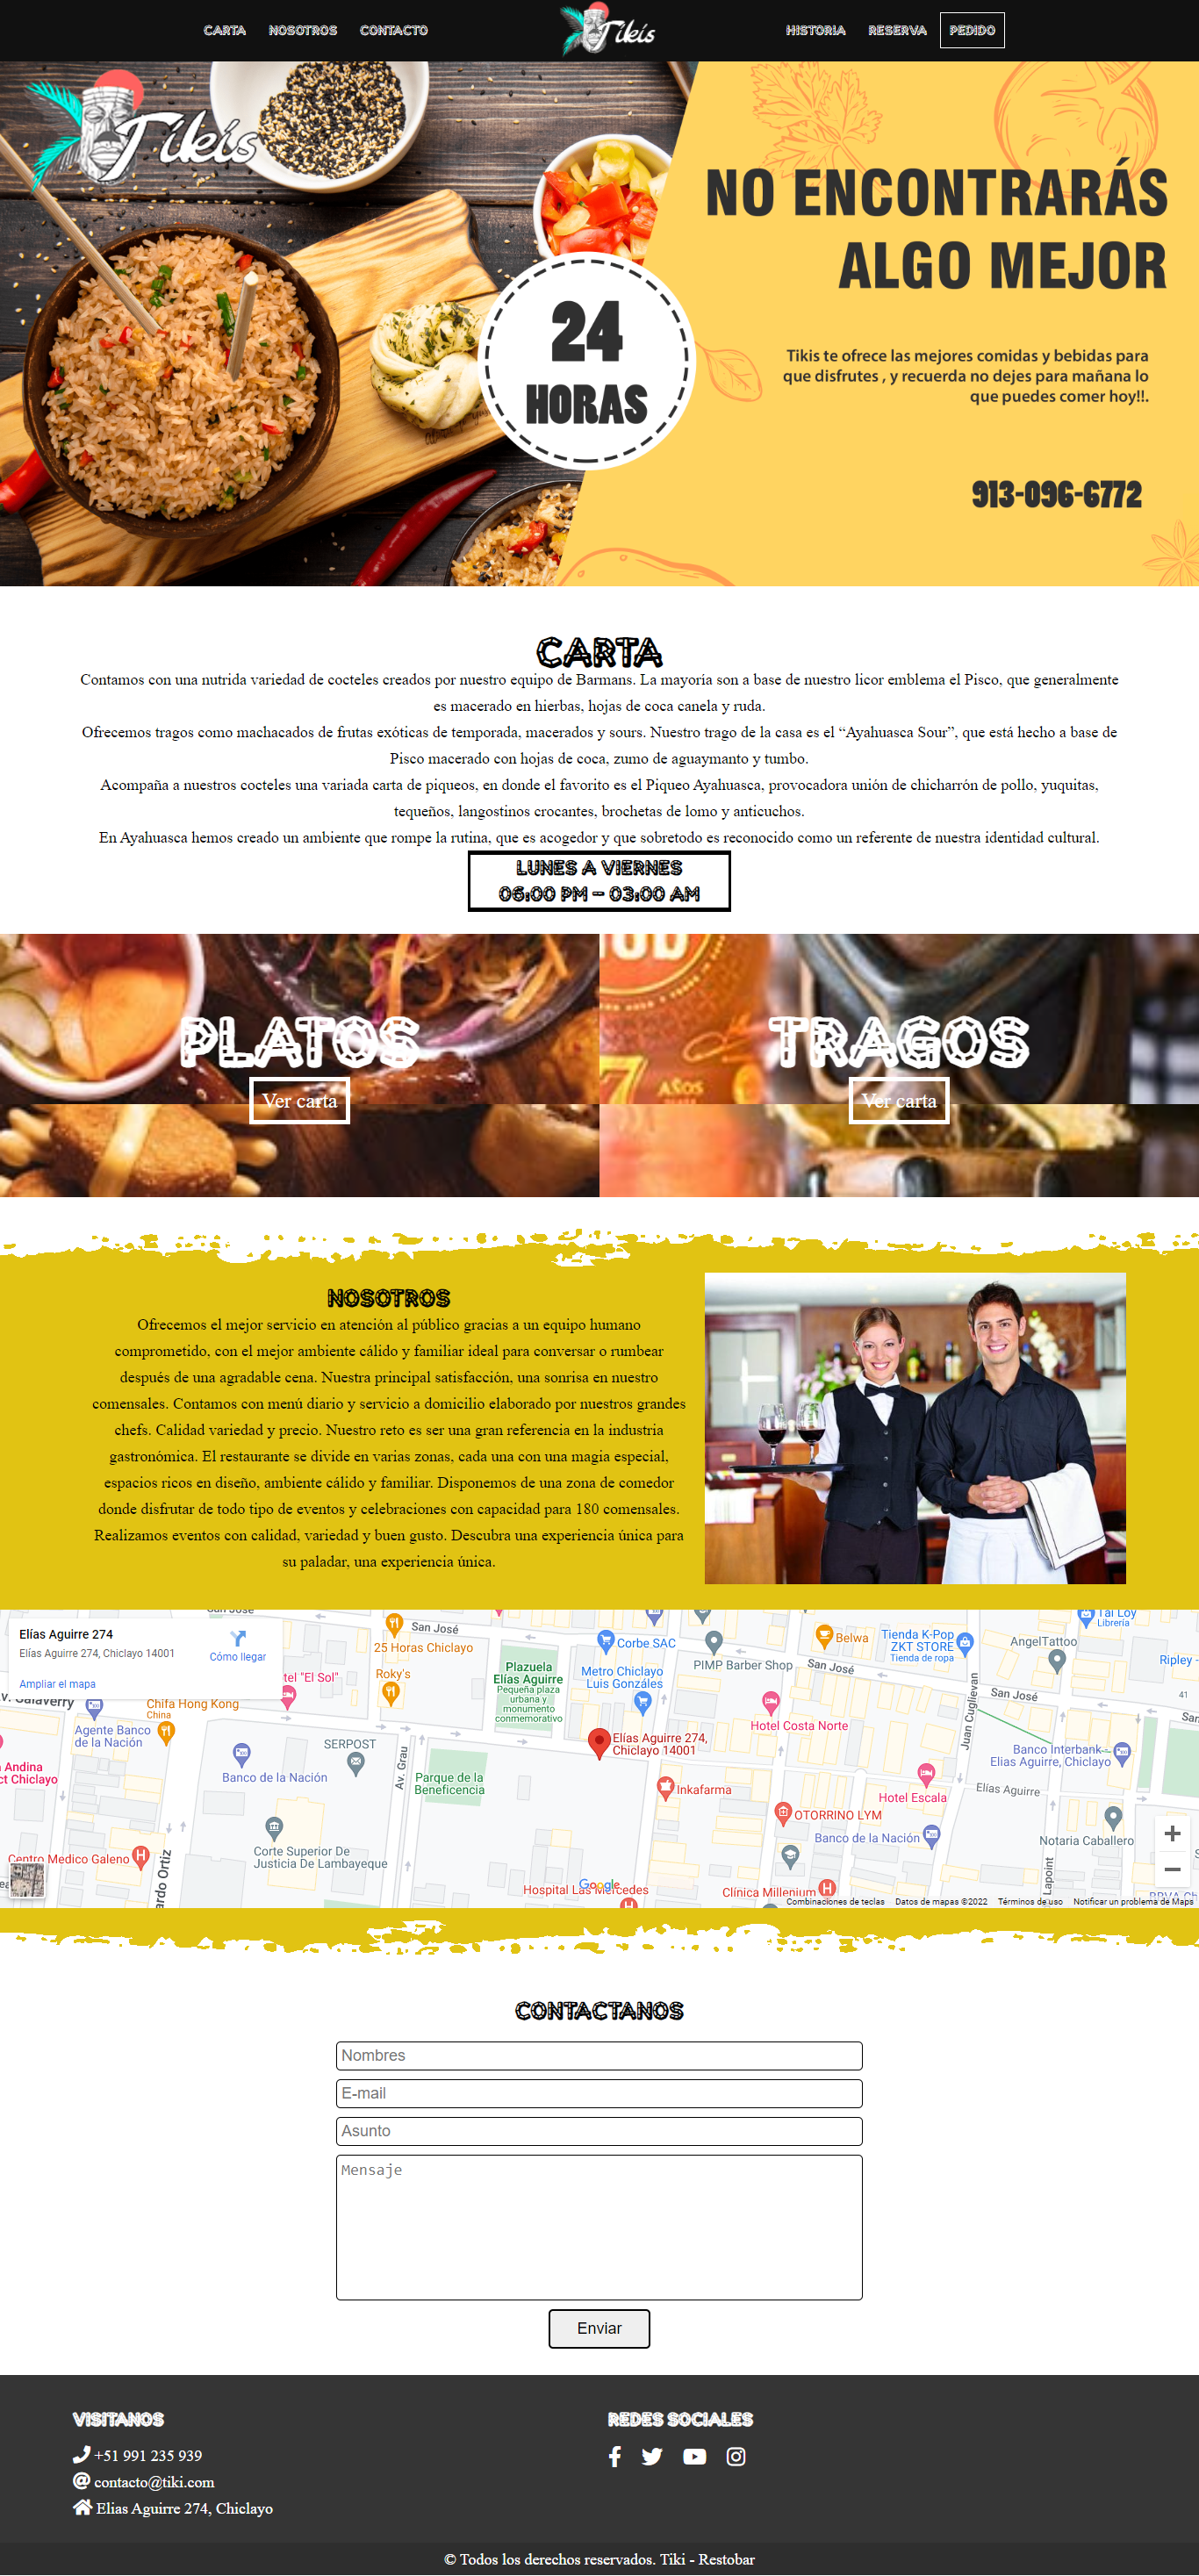 CARTA NOSOTROS CONTACTO Tikis HISTORIA RESERVA PEDIDO
Tikis
NO ENCONTRARÁS
ALGO MEJOR
24
HORAS
Tikis te ofrece las mejores comidas y bebidas para
que disfrutes , y recuerda no dejes para mañana lo
que puedes comer hoy!!.
913-096-6772
CARTA
Contamos con una nutrida variedad de cocteles creados por nuestro equipo de Barmans. La mayoría son a base de nuestro licor emblema el Pisco, que generalmente
es macerado en hierbas, hojas de coca canela y ruda.
Ofrecemos tragos como machacados de frutas exóticas de temporada, macerados y sours. Nuestro trago de la casa es el “Ayahuasca Sour”, que está hecho a base de
Pisco macerado con hojas de coca, zumo de aguaymanto y tumbo.
Acompaña a nuestros cocteles una variada carta de piqueos, en donde el favorito es el Piqueo Ayahuasca, provocadora unión de chicharrón de pollo, yuquitas,
tequeños, langostinos crocantes, brochetas de lomo y anticuchos.
En Ayahuasca hemos creado un ambiente que rompe la rutina, que es acogedor y que sobretodo es reconocido como un referente de nuestra identidad cultural.
LUNES A VIERNES
06:00 PM – 03:00 AM
PLATOS
Ver carta
TRAGOS
7 AÑOS
Ver carta
NOSOTROS
Ofrecemos el mejor servicio en atención al público gracias a un equipo humano
comprometido, con el mejor ambiente cálido y familiar ideal para conversar o rumbear
después de una agradable cena. Nuestra principal satisfacción, una sonrisa en nuestro
comensales. Contamos con menú diario y servicio a domicilio elaborado por nuestros grandes
chefs. Calidad variedad y precio. Nuestro reto es ser una gran referencia en la industria
gastronómica. El restaurante se divide en varias zonas, cada una con una magia especial,
espacios ricos en diseño, ambiente cálido y familiar. Disponemos de una zona de comedor
donde disfrutar de todo tipo de eventos y celebraciones con capacidad para 180 comensales.
Realizamos eventos con calidad, variedad y buen gusto. Descubra una experiencia única para
su paladar, una experiencia única.
Elías Aguirre 274
Elías Aguirre 274, Chiclayo 14001
Cómo llegar
Ampliar el mapa
San José
25 Horas Chiclayo
Roky's
tel "El Sol"
Plazuela
Elías Aguirre
Pequeña plaza
urbana y
monumento
conmemorativo
Corbe SAC
Metro Chiclayo
Luis Gonzáles
PIMP Barber Shop
Belwa
San José
Tienda K-Pop
ZKT STORE
Tienda de ropa
Tai Loy
Librería
AngelTattoo
Ripley -
San José
41
Juan Cuglievan
Hotel Costa Norte
Chifa Hong Kong
China
Agente Banco
de la Nación
SERPOST
Banco de la Nación
Av. Grau
Parque de la
Beneficencia
Elías Aguirre 274,
Chiclayo 14001
Inkafarma
Banco Interbank -
Elias Aguirre, Chiclayo
Elías Aguirre
Hotel Escala
OTORRINO LYM
Banco de la Nación
Notaria Caballero
Andina
ct Chiclayo
Corte Superior De
Justicia De Lambayeque
Centro Medico Galeno
ardo Ortiz
Lapoint
Hospital Las Mercedes
Google
Clínica Millenium
Combinaciones de teclas Datos de mapas ©2022 Términos de uso Notificar un problema de Maps
CONTACTANOS
Nombres
E-mail
Asunto
Mensaje
Enviar
VISITANOS
+51 991 235 939
contacto@tiki.com
Elias Aguirre 274, Chiclayo
REDES SOCIALES
© Todos los derechos reservados. Tiki - Restobar